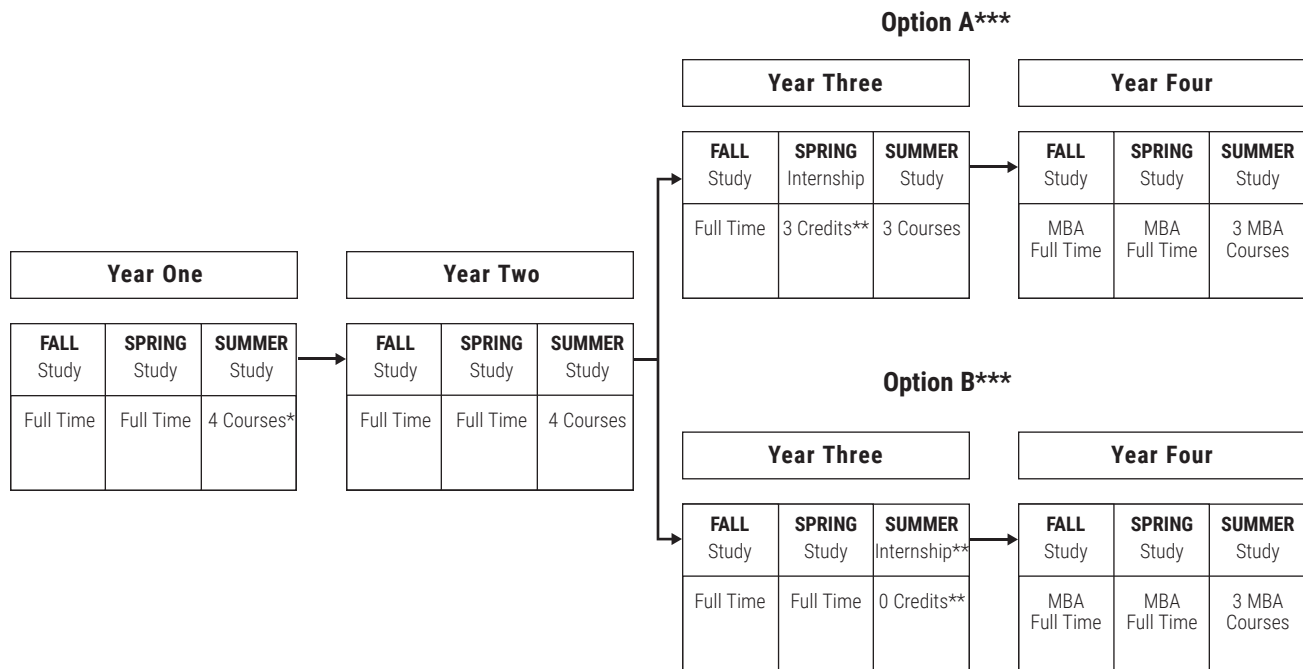 Option A***
Year Three
Year Four
FALL SPRING SUMMER
Study Internship Study
Full Time 3 Credits** 3 Courses
FALL SPRING SUMMER
Study Study Study
MBA MBA 3 MBA
Full Time Full Time Courses
Year One
Year Two
FALL SPRING SUMMER
Study Study Study
Full Time Full Time 4 Courses*
FALL SPRING SUMMER
Study Study Study
Full Time Full Time 4 Courses
Option B***
Year Three
Year Four
FALL SPRING SUMMER
Study Study Internship**
Full Time Full Time 0 Credits**
FALL SPRING SUMMER
Study Study Study
MBA MBA 3 MBA
Full Time Full Time Courses